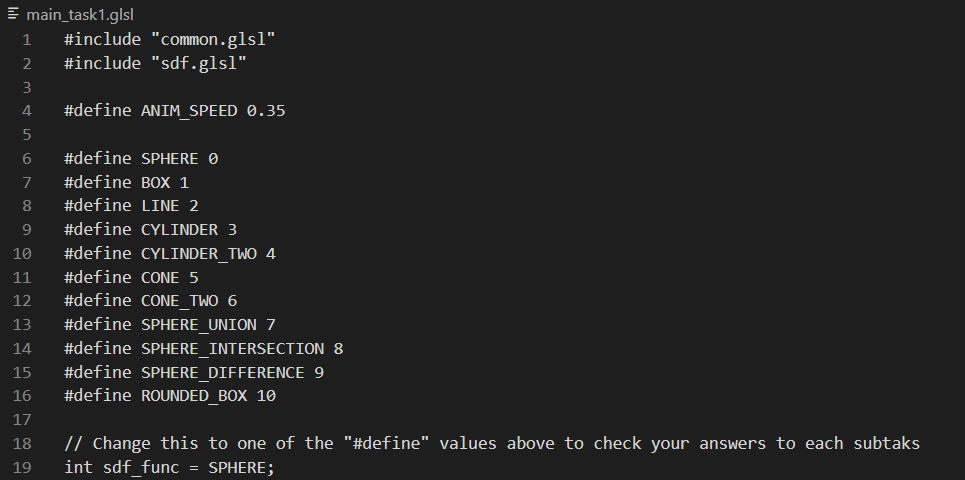 main_task1.glsl
1 #include "common.glsl"
2 #include "sdf.glsl"
3
4 #define ANIM_SPEED 0.35
5
6 #define SPHERE 0
7 #define BOX 1
8 #define LINE 2
9 #define CYLINDER 3
10 #define CYLINDER_TWO 4
11 #define CONE 5
12 #define CONE_TWO 6
13 #define SPHERE_UNION 7
14 #define SPHERE_INTERSECTION 8
15 #define SPHERE_DIFFERENCE 9
16 #define ROUNDED_BOX 10
17
18 // Change this to one of the "#define" values above to check your answers to each subtaks
19 int sdf_func = SPHERE;